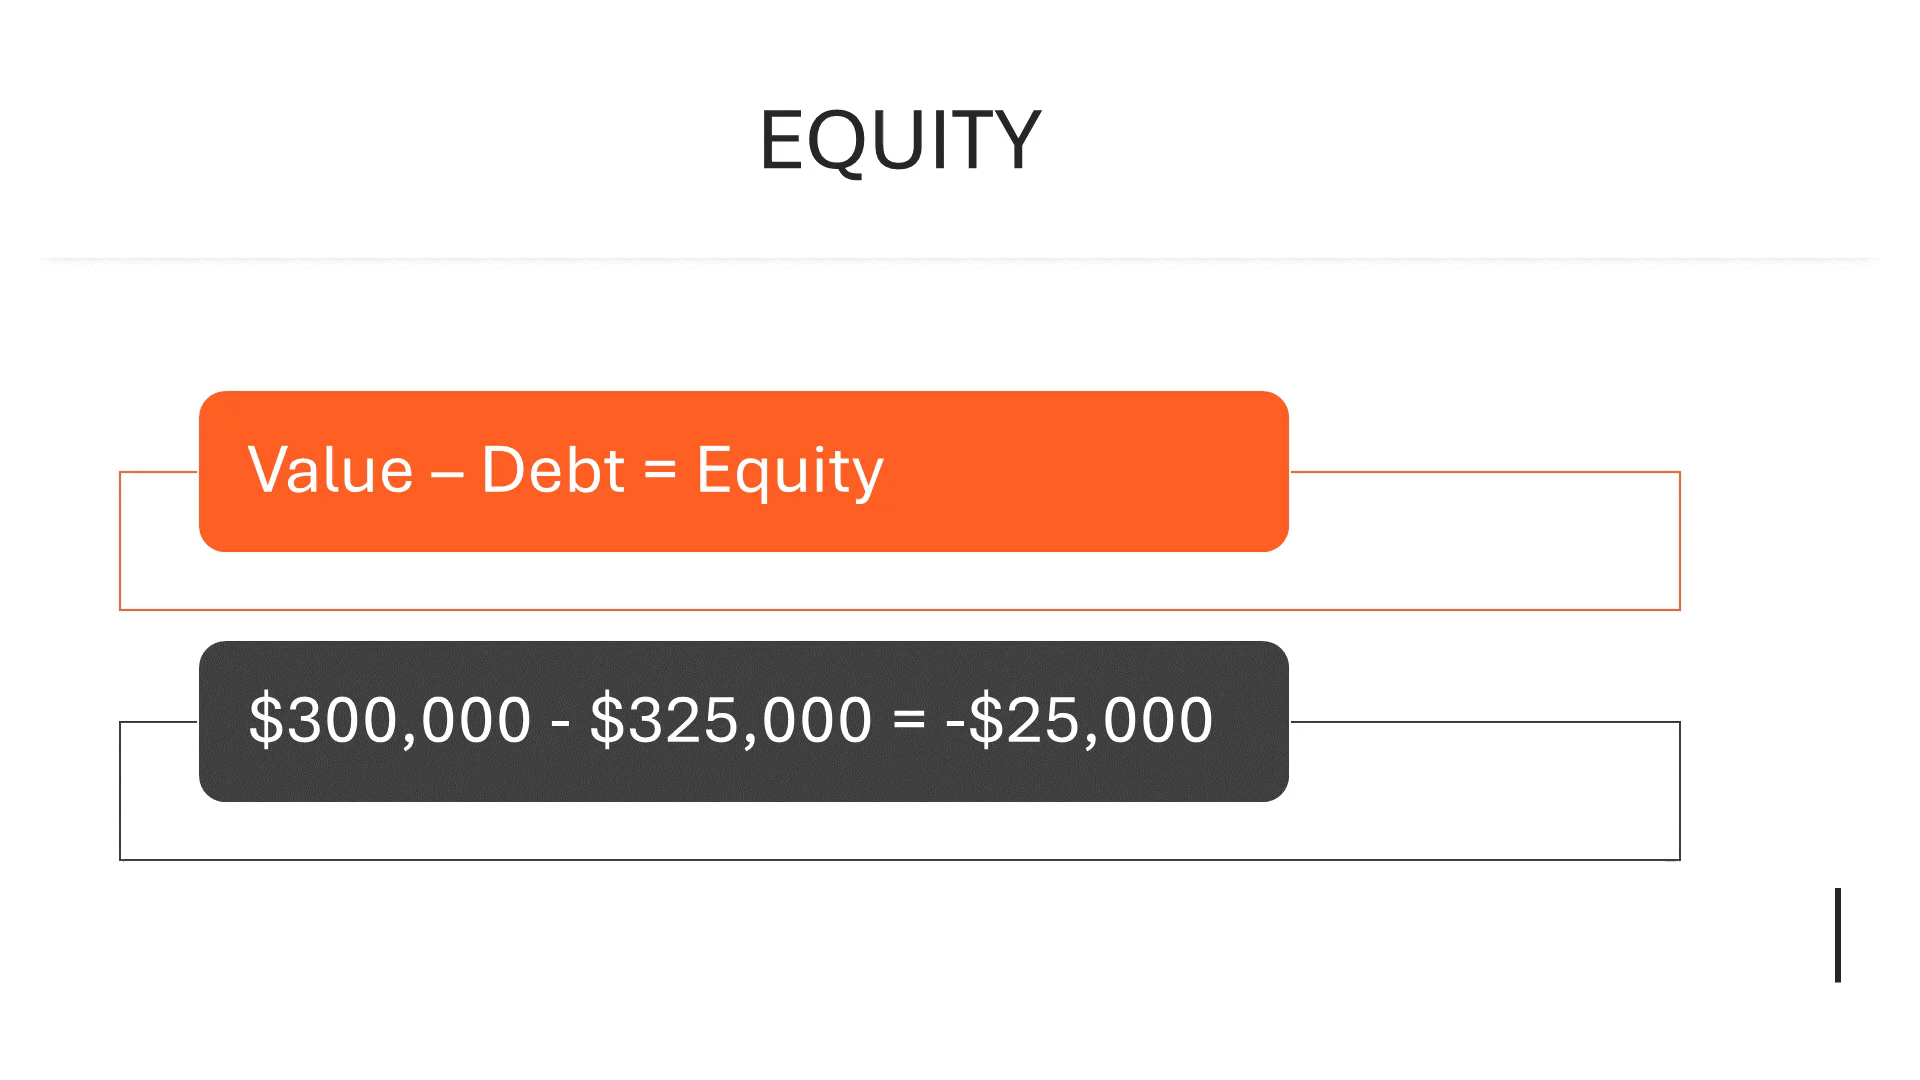 EQUITY
Value – Debt = Equity
$300,000 - $325,000 = -$25,000